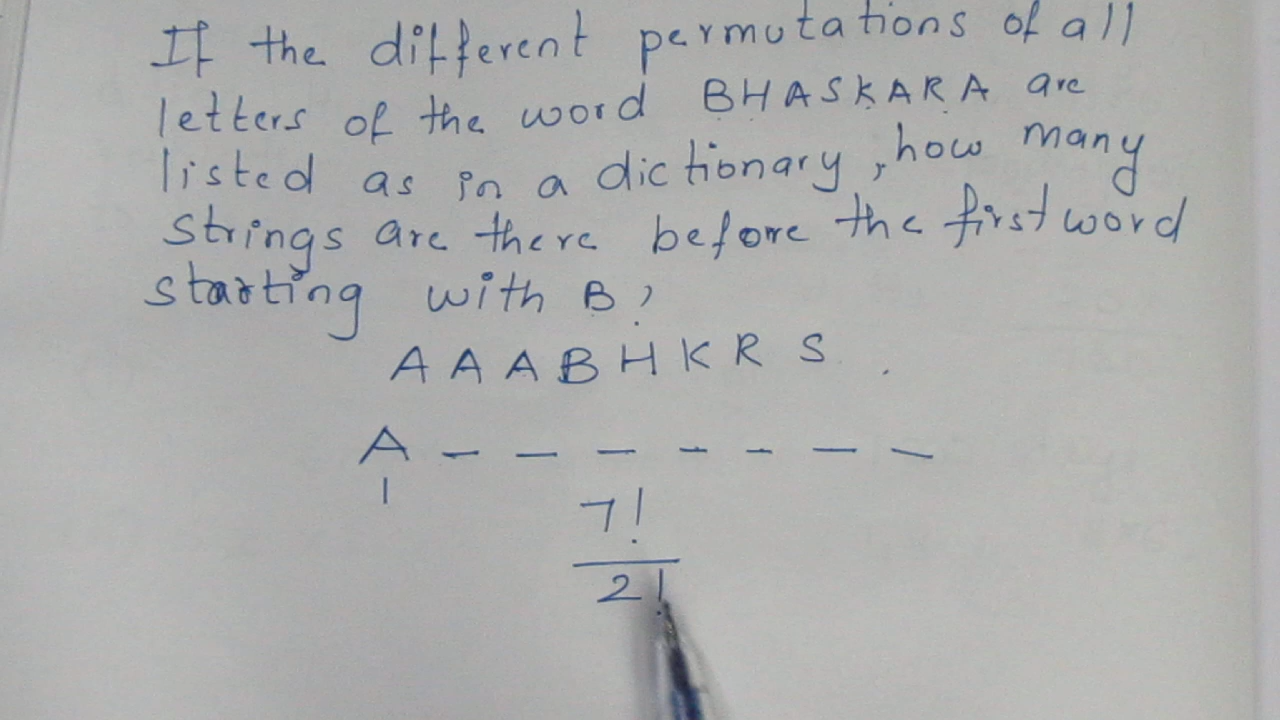 If the different permutations of all
letters of the word BHASKARA are
listed as in a dictionary, how many
strings are there before the first word
starting with B?
A A A B H K R S .
A _ _ _ _ _ _ _
1
7!
2!